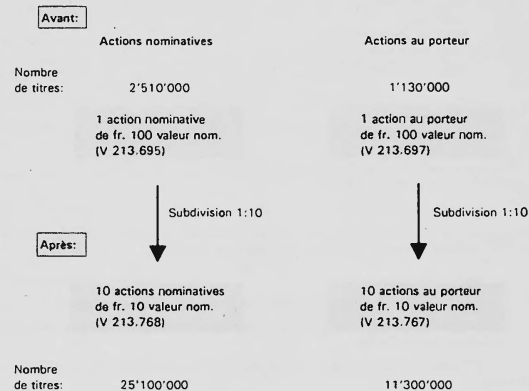 Avant:
Actions nominatives
Actions au porteur
Nombre
de titres:
2'510'000
1'130'000
1 action nominative
de fr. 100 valeur nom.
(V 213.695)
1 action au porteur
de fr. 100 valeur nom.
(V 213.697)
Subdivision 1:10
Subdivision 1:10
Après:
10 actions nominatives
de fr. 10 valeur nom.
(V 213.768)
10 actions au porteur
de fr. 10 valeur nom.
(V 213.767)
Nombre
de titres:
25'100'000
11'300'000